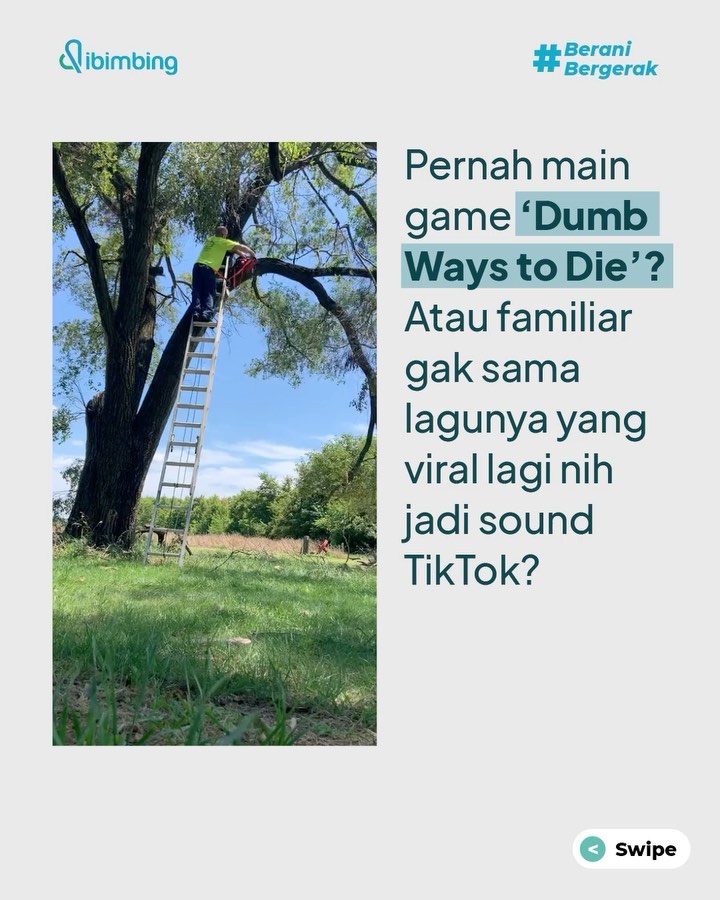 ibimbing
#Berani
Bergerak
Pernah main
game ‘Dumb
Ways to Die’?
Atau familiar
gak sama
lagunya yang
viral lagi nih
jadi sound
TikTok?
< Swipe